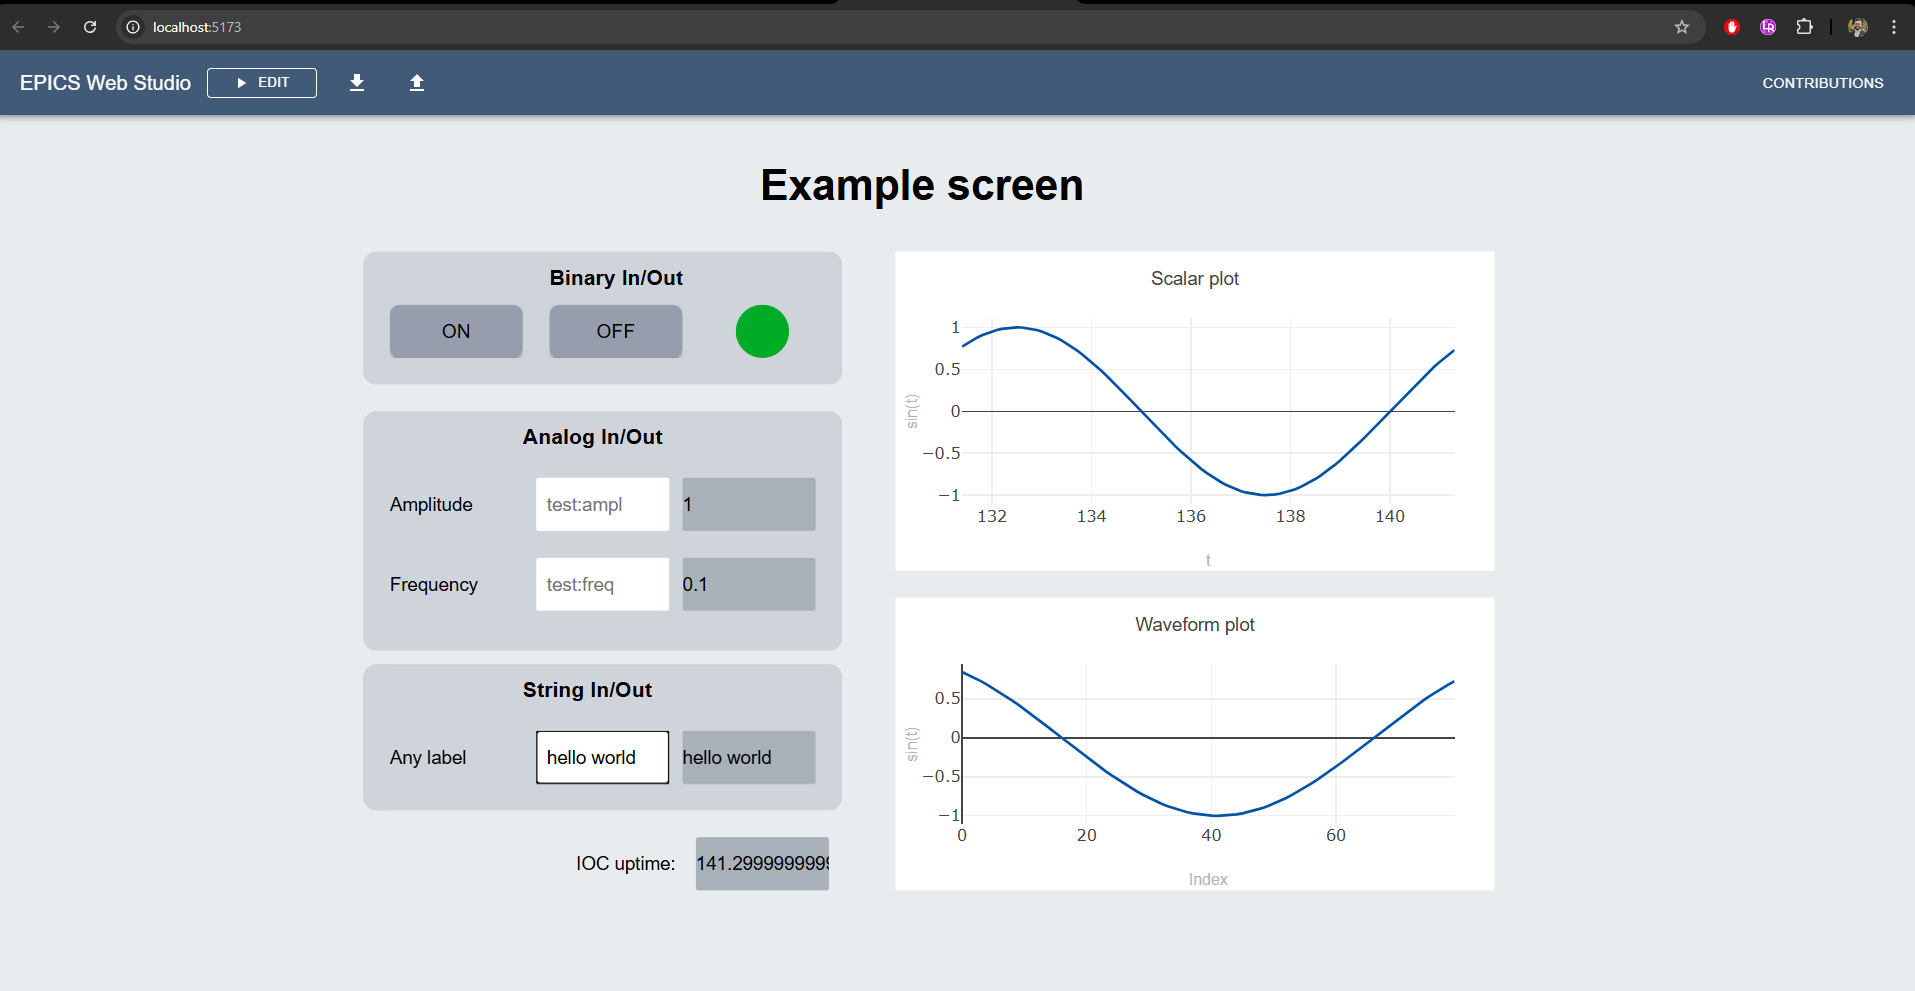 localhost:5173
EPICS Web Studio
EDIT
CONTRIBUTIONS
Example screen
Binary In/Out
ON
OFF
Analog In/Out
Amplitude
test:ampl
1
Frequency
test:freq
0.1
String In/Out
Any label
hello world
hello world
IOC uptime:
141.2999999999
Scalar plot
sin(t)
1
0.5
0
−0.5
−1
132 134 136 138 140
t
Waveform plot
sin(t)
0.5
0
−0.5
−1
0 20 40 60
Index